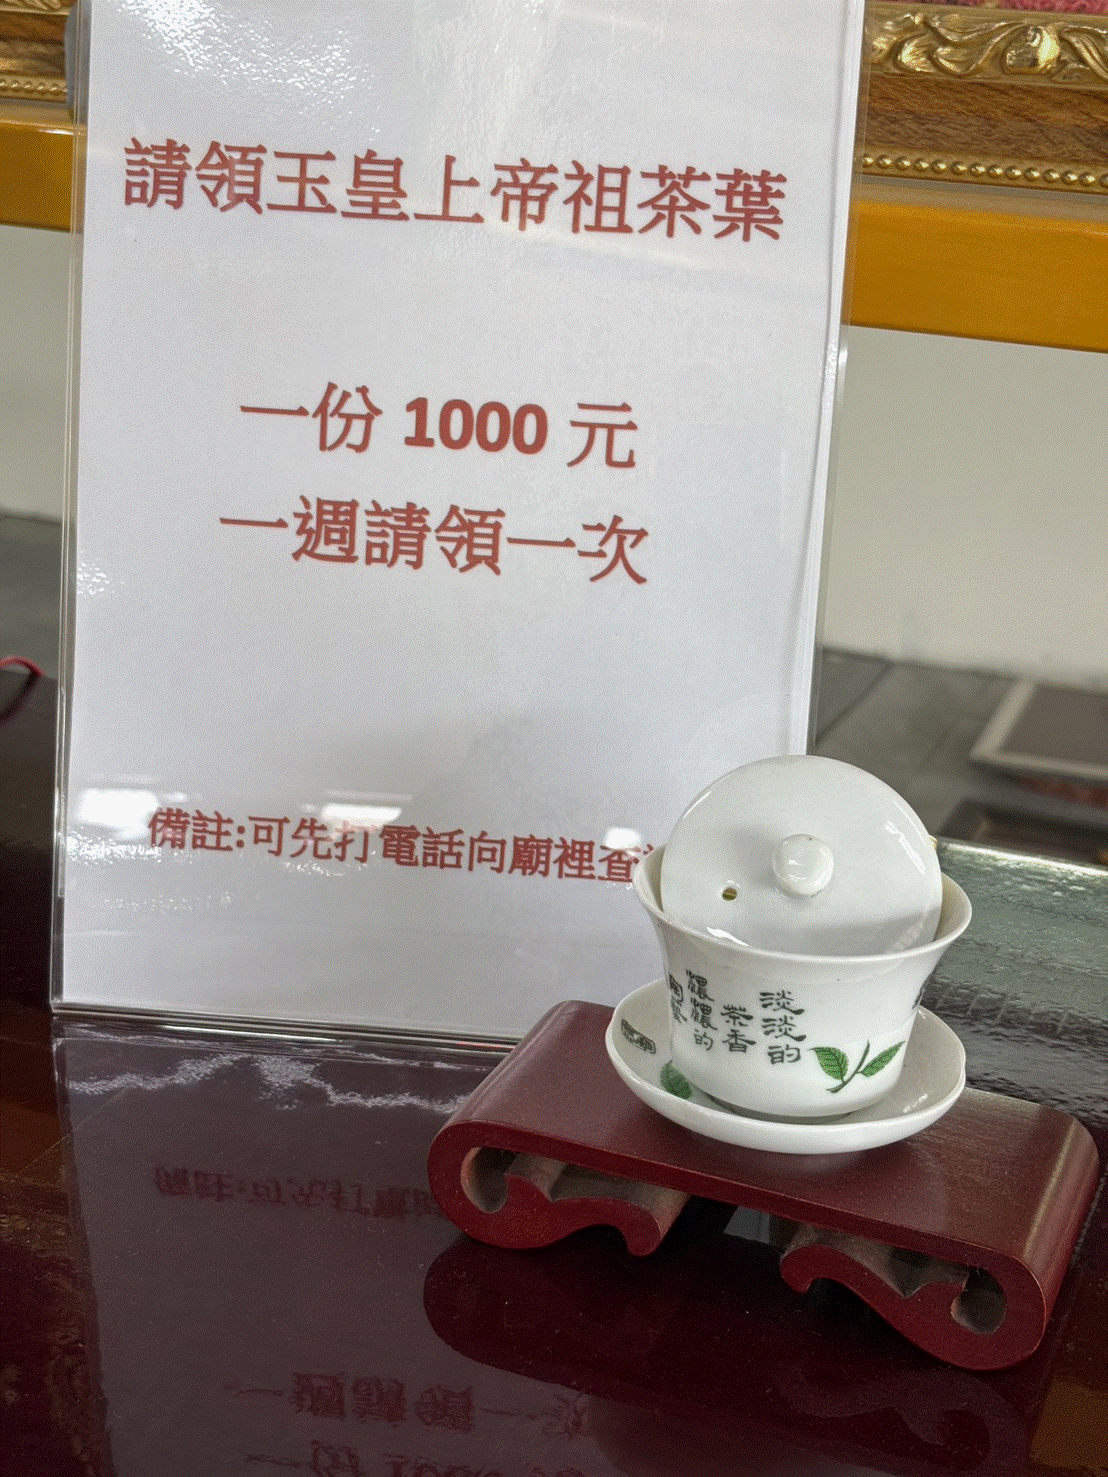 請領玉皇上帝祖茶葉
一份 1000 元
一週請領一次
備註:可先打電話向廟裡查
淡淡的
茶香
濃濃的